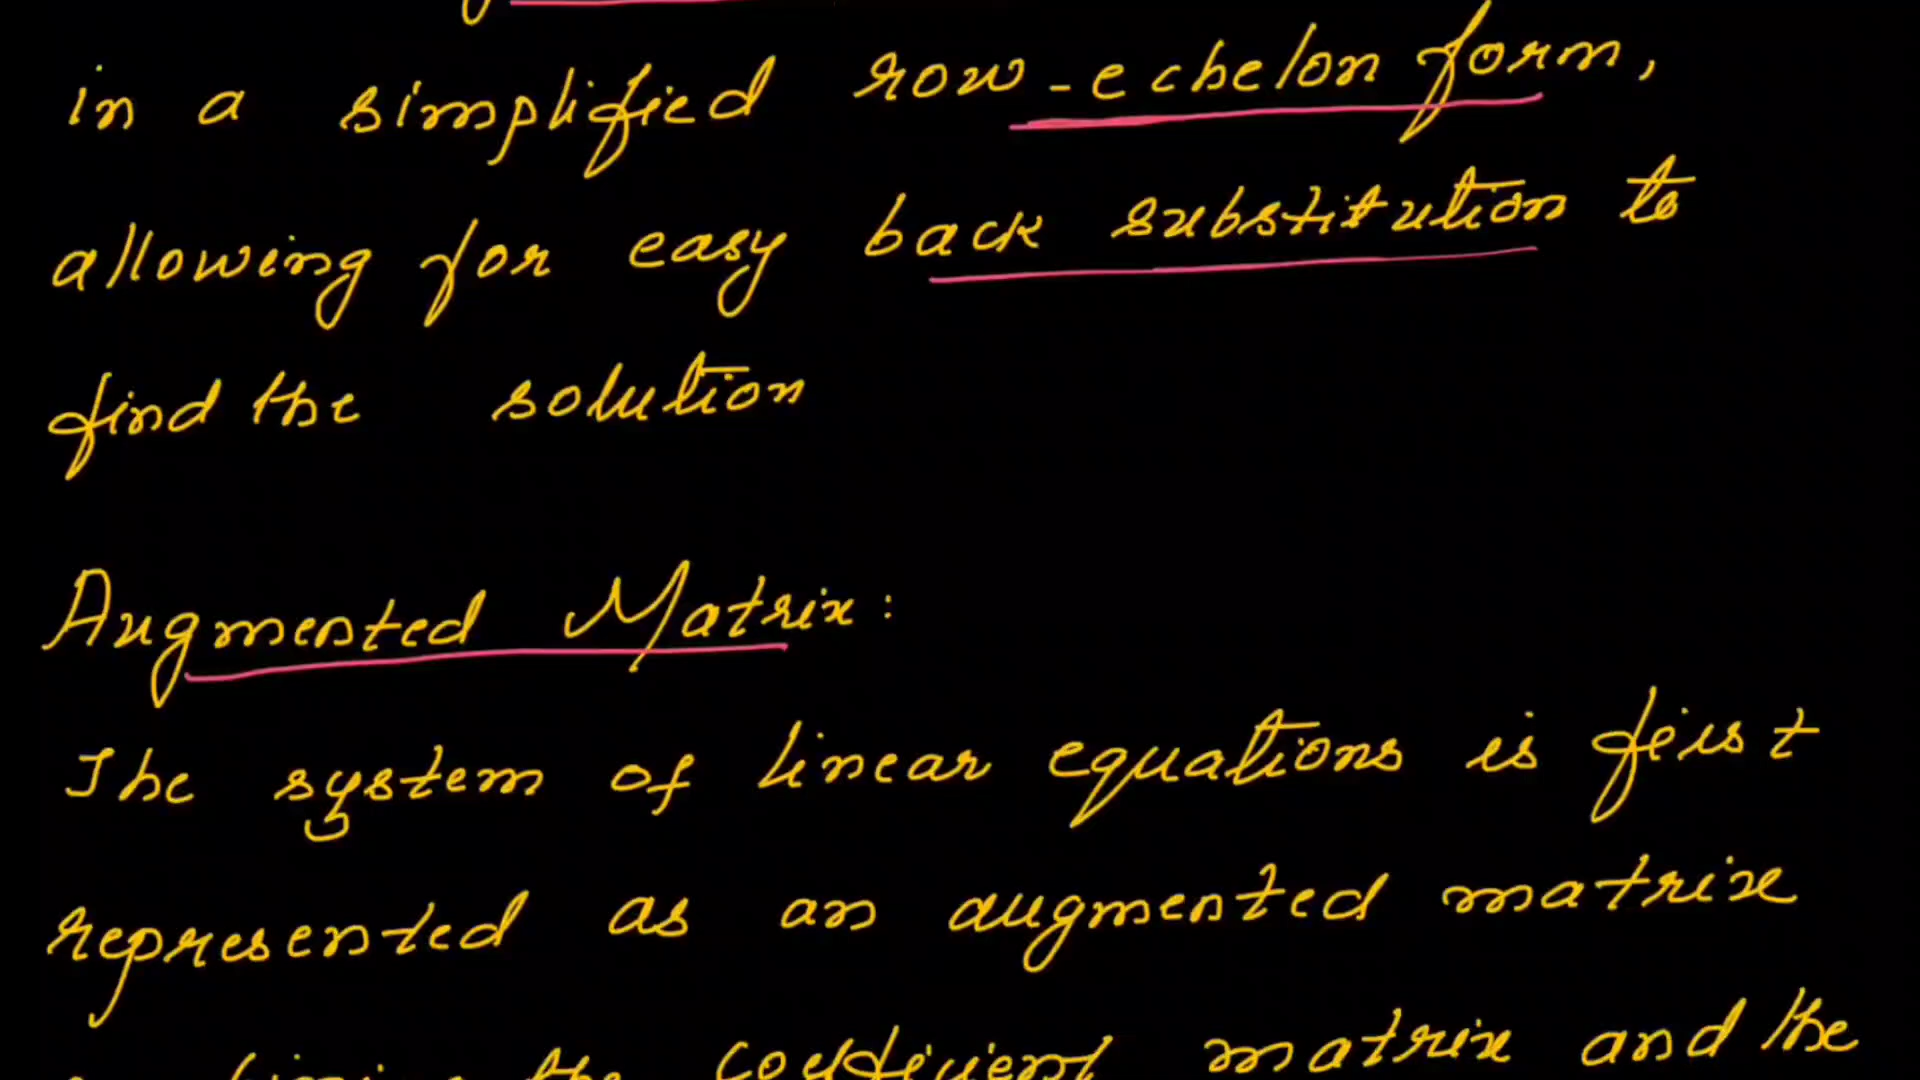 in a simplified row-echelon form,
allowing for easy back substitution to
find the solution
Augmented Matrix:
The system of linear equations is first
represented as an augmented matrix
the coefficient matrix and the